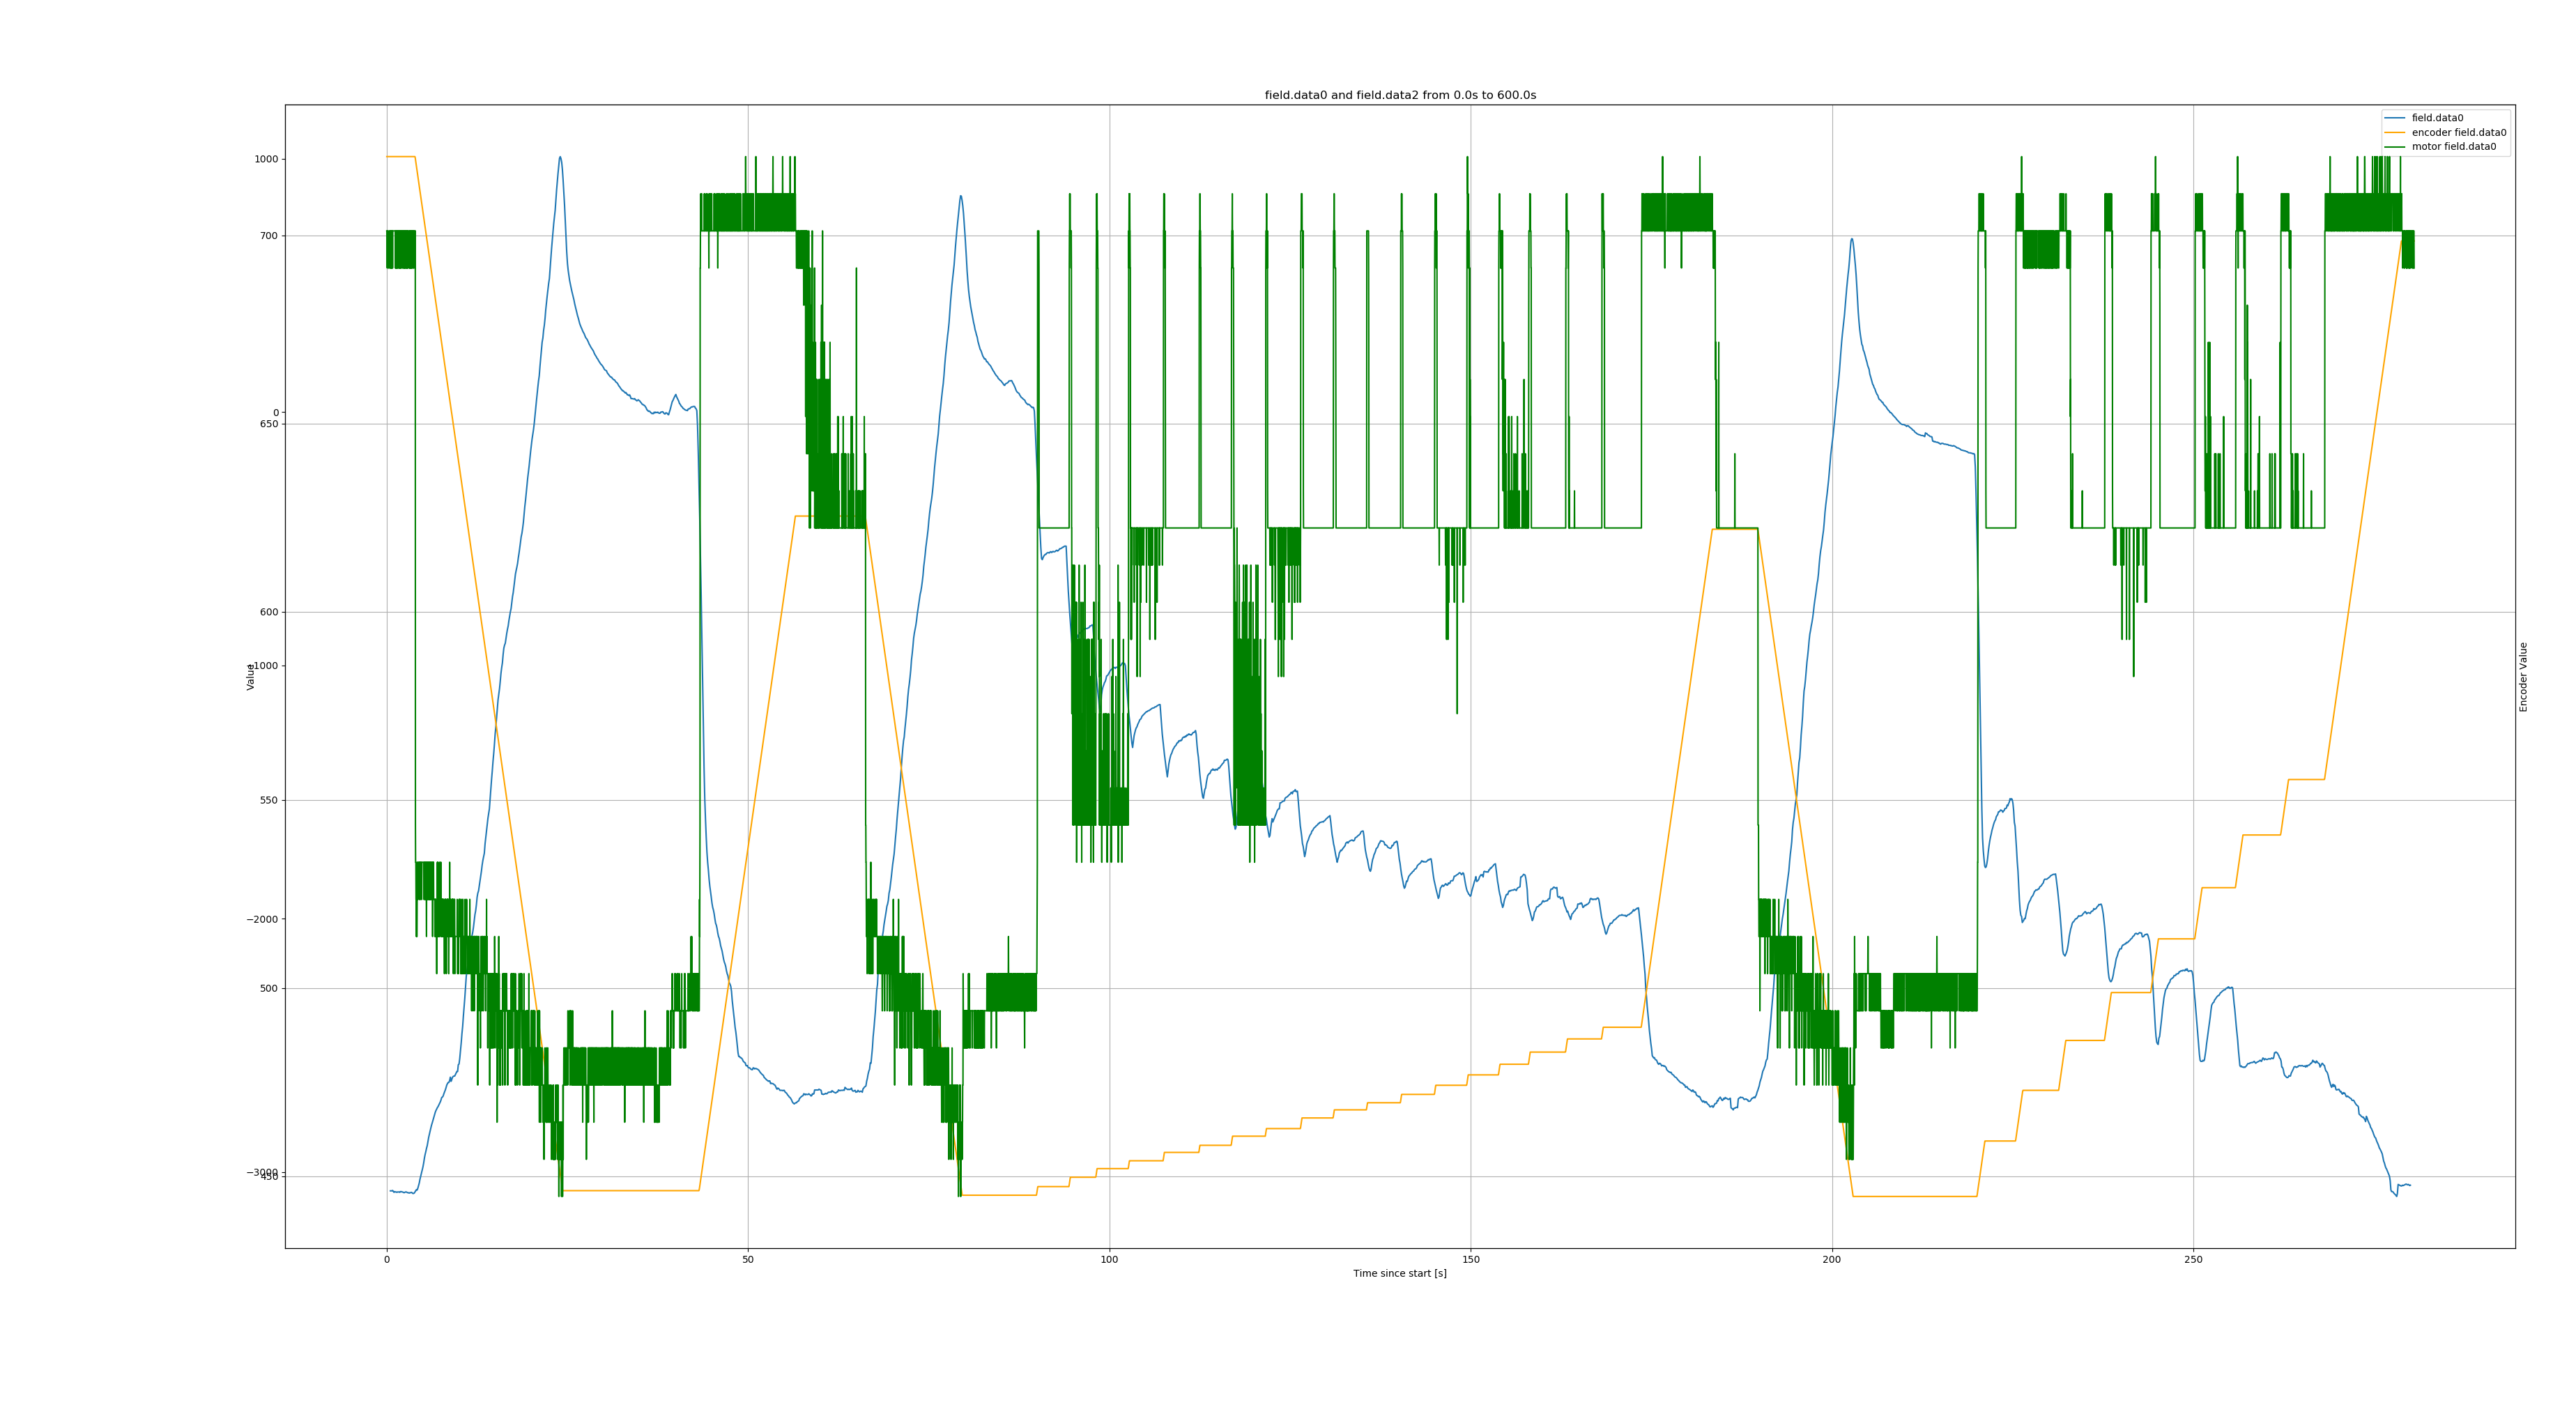 field.data0 and field.data2 from 0.0s to 600.0s
field.data0
encoder field.data0
motor field.data0
1000
700
0
650
600
−1000
550
−2000
500
−3000
450
Value
Encoder Value
0 50 100 150 200 250
Time since start [s]